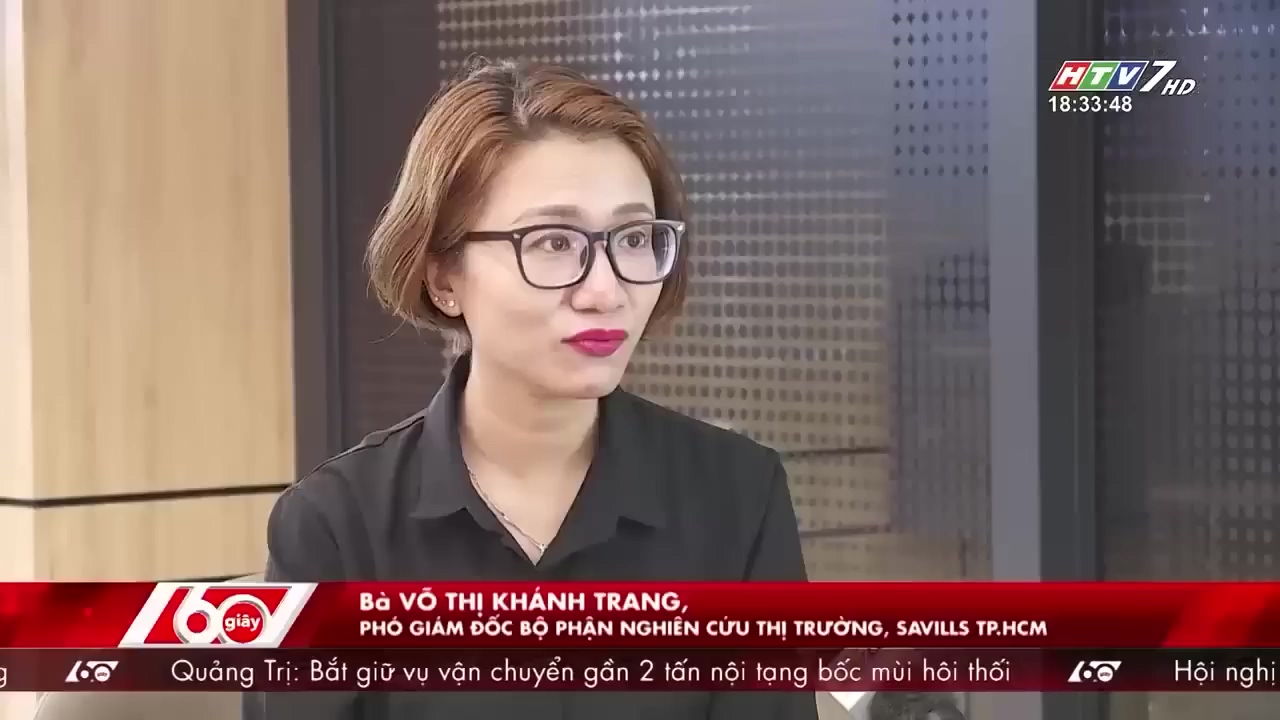 HTV7 HD
18:33:48
60 giây
Bà VÕ THỊ KHÁNH TRANG,
PHÓ GIÁM ĐỐC BỘ PHẬN NGHIÊN CỨU THỊ TRƯỜNG, SAVILLS TP.HCM
g 60 Quảng Trị: Bắt giữ vụ vận chuyển gần 2 tấn nội tạng bốc mùi hôi thối 60 Hội nghị